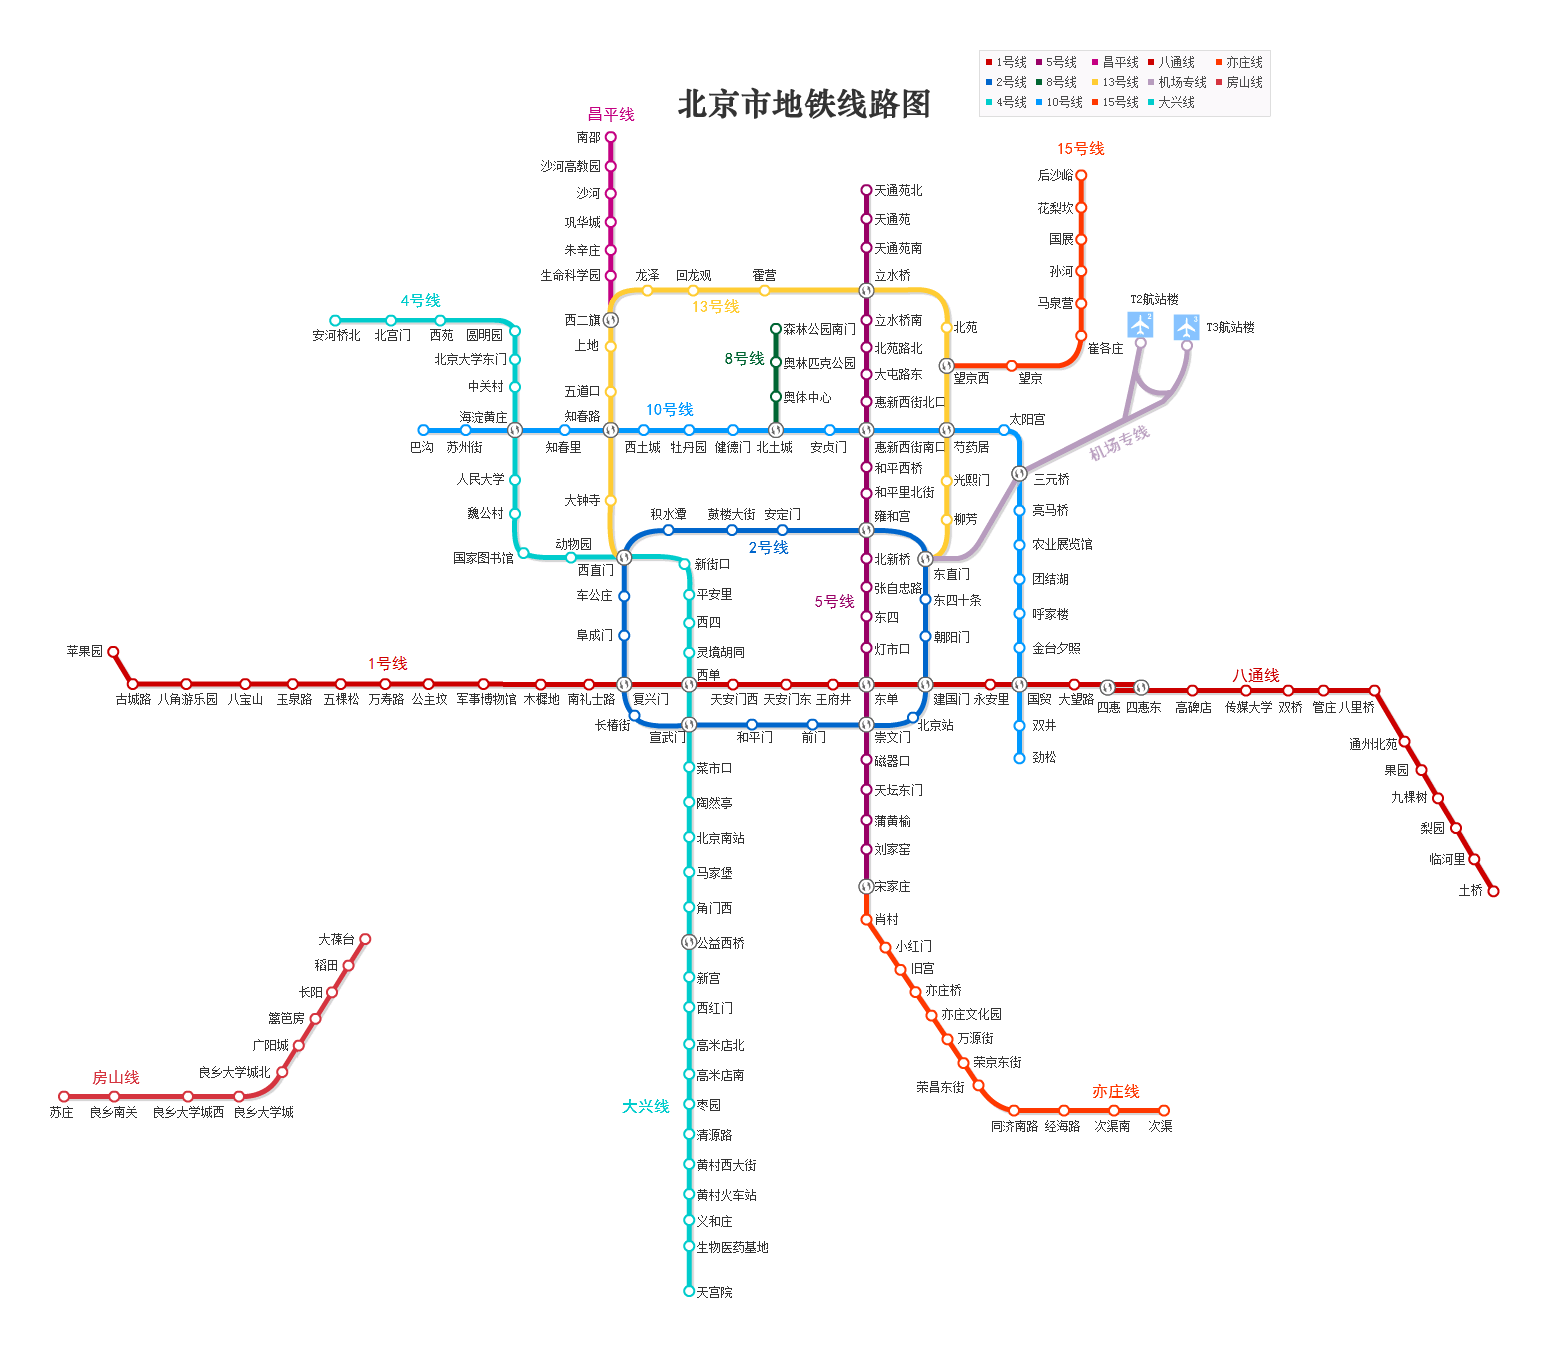 北京市地铁线路图
1号线 5号线 昌平线 八通线 亦庄线
2号线 8号线 13号线 机场专线 房山线
4号线 10号线 15号线 大兴线
昌平线
南邵
沙河高教园
沙河
巩华城
朱辛庄
生命科学园
西二旗
15号线
后沙峪
花梨坎
国展
孙河
马泉营
崔各庄
望京
望京西
T2航站楼
2
T3航站楼
3
机场专线
13号线
龙泽
回龙观
霍营
立水桥
北苑
上地
五道口
知春路
大钟寺
光熙门
柳芳
天通苑北
天通苑
天通苑南
立水桥南
北苑路北
大屯路东
惠新西街北口
惠新西街南口
和平西桥
和平里北街
雍和宫
北新桥
张自忠路
5号线
东四
灯市口
东单
崇文门
磁器口
天坛东门
蒲黄榆
刘家窑
宋家庄
8号线
森林公园南门
奥林匹克公园
奥体中心
北土城
4号线
安河桥北
北宫门
西苑
圆明园
北京大学东门
中关村
海淀黄庄
人民大学
魏公村
国家图书馆
动物园
西直门
新街口
平安里
西四
灵境胡同
西单
宣武门
菜市口
陶然亭
北京南站
马家堡
角门西
公益西桥
10号线
巴沟
苏州街
知春里
西土城
牡丹园
健德门
安贞门
芍药居
太阳宫
三元桥
亮马桥
农业展览馆
团结湖
呼家楼
金台夕照
国贸
双井
劲松
2号线
积水潭
鼓楼大街
安定门
东直门
东四十条
朝阳门
建国门
北京站
前门
和平门
长椿街
复兴门
阜成门
车公庄
1号线
苹果园
古城路
八角游乐园
八宝山
玉泉路
五棵松
万寿路
公主坟
军事博物馆
木樨地
南礼士路
天安门西
天安门东
王府井
永安里
大望路
四惠
四惠东
八通线
高碑店
传媒大学
双桥
管庄
八里桥
通州北苑
果园
九棵树
梨园
临河里
土桥
大兴线
新宫
西红门
高米店北
高米店南
枣园
清源路
黄村西大街
黄村火车站
义和庄
生物医药基地
天宫院
亦庄线
肖村
小红门
旧宫
亦庄桥
亦庄文化园
万源街
荣京东街
荣昌东街
同济南路
经海路
次渠南
次渠
房山线
大葆台
稻田
长阳
篱笆房
广阳城
良乡大学城北
良乡大学城
良乡大学城西
良乡南关
苏庄